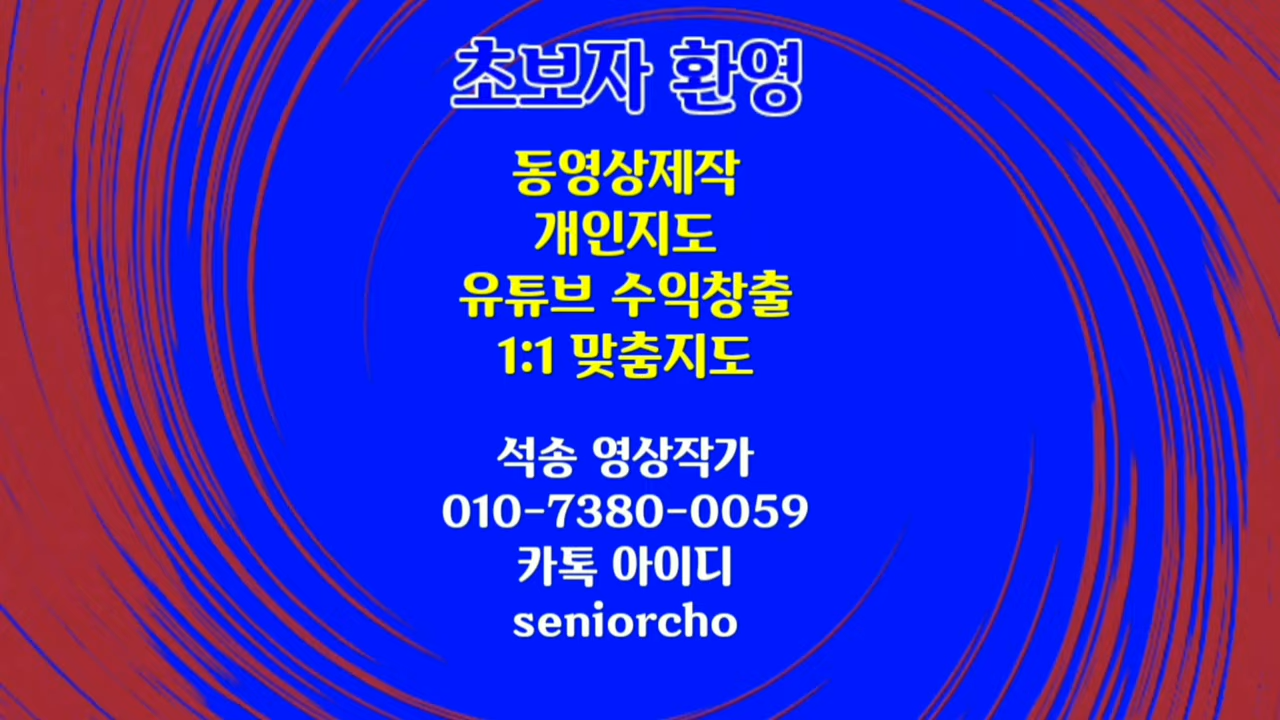 초보자 환영
동영상제작
개인지도
유튜브 수익창출
1:1 맞춤지도
석송 영상작가
010-7380-0059
카톡 아이디
seniorcho